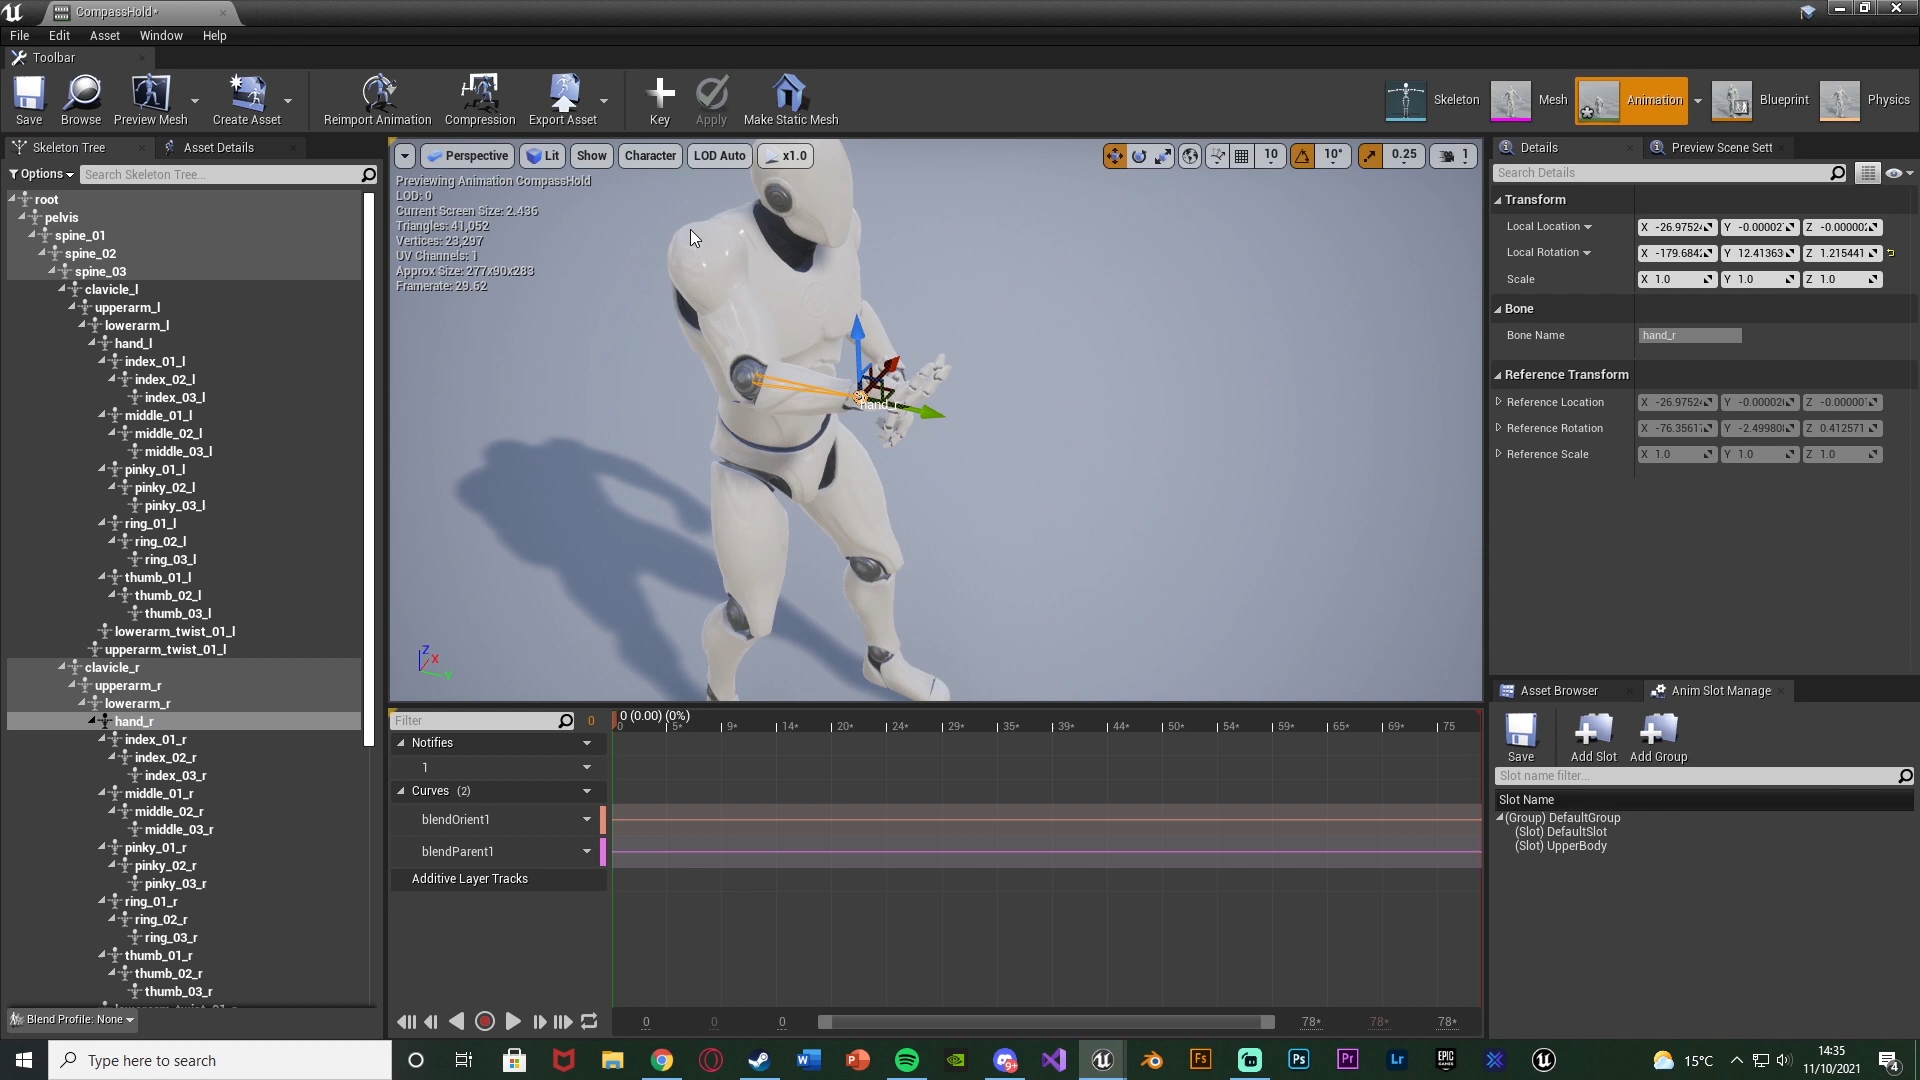 CompassHold*
File Edit Asset Window Help
Toolbar
Save Browse Preview Mesh Create Asset Reimport Animation Compression Export Asset Key Apply Make Static Mesh Skeleton Mesh Animation Blueprint Physics
Skeleton Tree Asset Details
Options Search Skeleton Tree...
root
pelvis
spine_01
spine_02
spine_03
clavicle_l
upperarm_l
lowerarm_l
hand_l
index_01_l
index_02_l
index_03_l
middle_01_l
middle_02_l
middle_03_l
pinky_01_l
pinky_02_l
pinky_03_l
ring_01_l
ring_02_l
ring_03_l
thumb_01_l
thumb_02_l
thumb_03_l
lowerarm_twist_01_l
upperarm_twist_01_l
clavicle_r
upperarm_r
lowerarm_r
hand_r
index_01_r
index_02_r
index_03_r
middle_01_r
middle_02_r
middle_03_r
pinky_01_r
pinky_02_r
pinky_03_r
ring_01_r
ring_02_r
ring_03_r
thumb_01_r
thumb_02_r
thumb_03_r
Blend Profile: None
Perspective Lit Show Character LOD Auto x1.0 10 10° 0.25 1
Previewing Animation CompassHold
LOD: 0
Current Screen Size: 2.436
Triangles: 41,052
Vertices: 23,297
UV Channels: 1
Approx Size: 277x90x283
Framerate: 29.62
hand_r
Z
X
Y
Filter 0 0 (0.00) (0%)
0 5* 9* 14* 20* 24* 29* 35* 39* 44* 50* 54* 59* 65* 69* 75
Notifies
1
Curves (2)
blendOrient1
blendParent1
Additive Layer Tracks
0 0 0 78* 78* 78*
Details Preview Scene Sett
Search Details
Transform
Local Location X -26.9752 Y -0.00002 Z -0.00000
Local Rotation X -179.684 Y 12.4136 Z 1.215441
Scale X 1.0 Y 1.0 Z 1.0
Bone
Bone Name hand_r
Reference Transform
Reference Location X -26.9752 Y -0.00002 Z -0.00000
Reference Rotation X -76.3561 Y -2.49980 Z 0.412571
Reference Scale X 1.0 Y 1.0 Z 1.0
Asset Browser Anim Slot Manage
Save Add Slot Add Group
Slot name filter...
Slot Name
(Group) DefaultGroup
(Slot) DefaultSlot
(Slot) UpperBody
Type here to search
9+
W P Fs Ps Pr Lr EPIC GAMES
15°C
14:35
11/10/2021
4